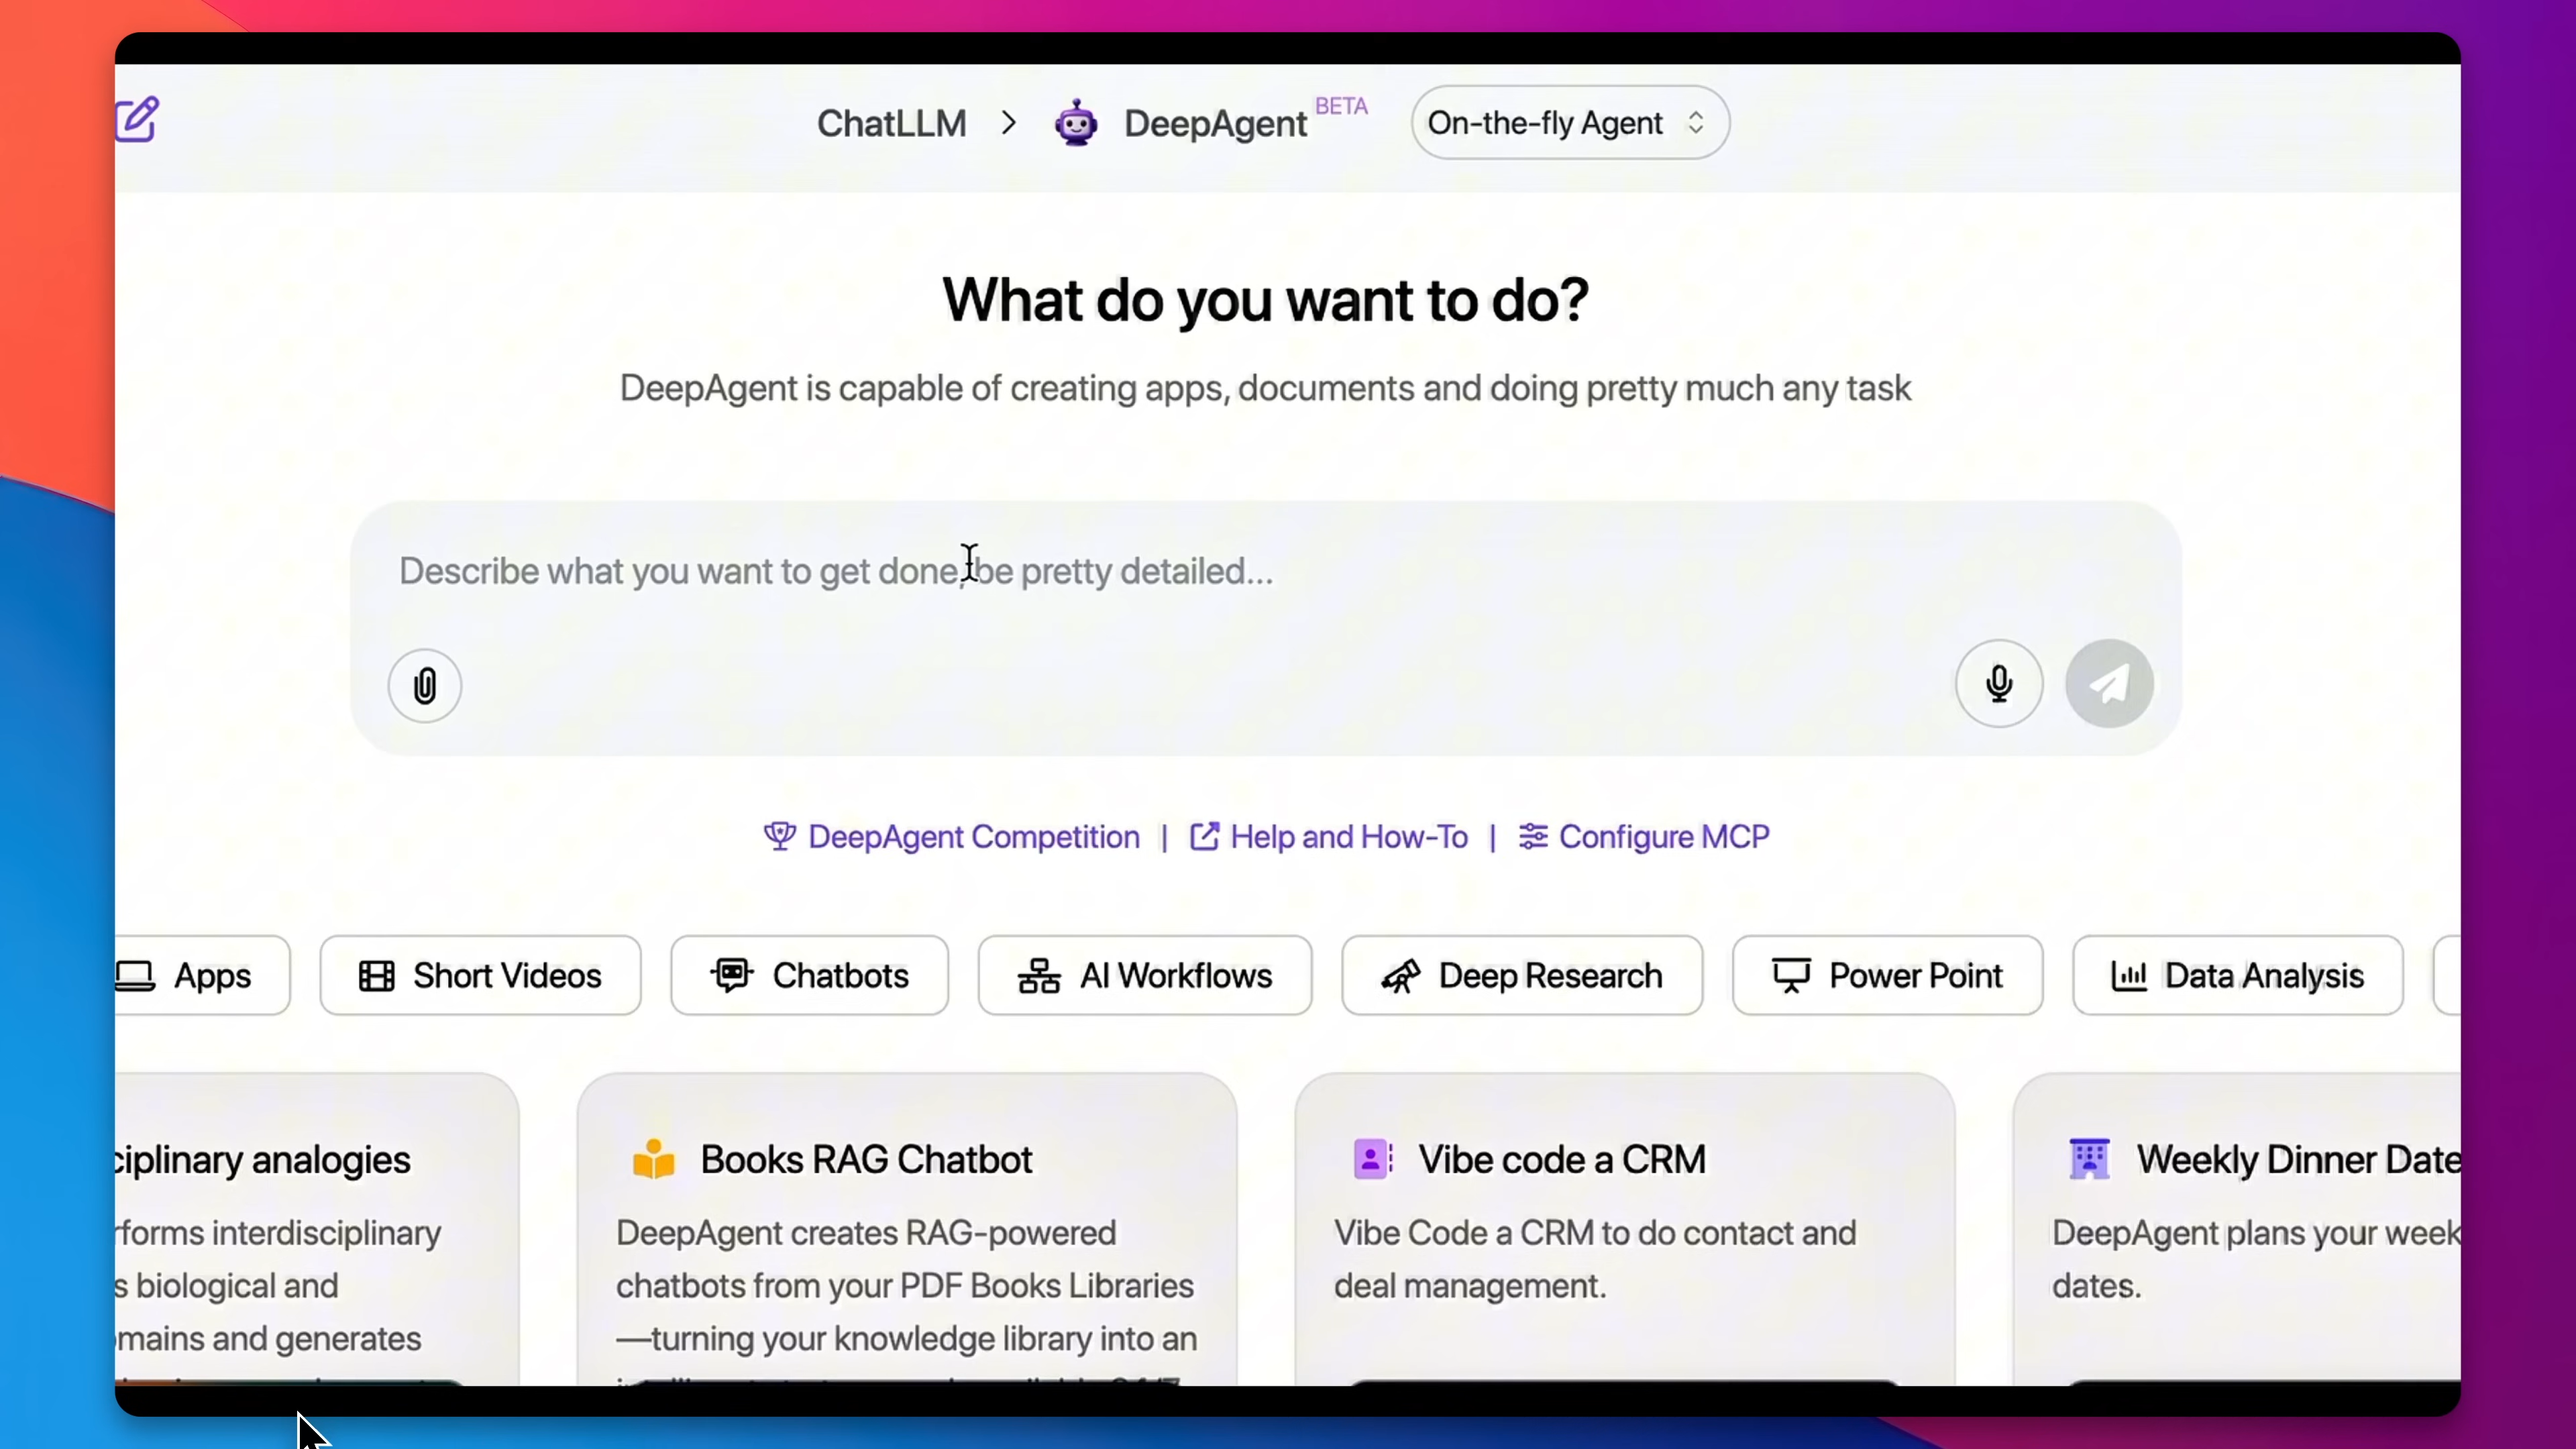 ChatLLM > DeepAgent BETA On-the-fly Agent
What do you want to do?
DeepAgent is capable of creating apps, documents and doing pretty much any task
Describe what you want to get done, be pretty detailed...
DeepAgent Competition | Help and How-To | Configure MCP
Apps Short Videos Chatbots AI Workflows Deep Research Power Point Data Analysis
ciplinary analogies
rforms interdisciplinary
s biological and
mains and generates
Books RAG Chatbot
DeepAgent creates RAG-powered
chatbots from your PDF Books Libraries
—turning your knowledge library into an
Vibe code a CRM
Vibe Code a CRM to do contact and
deal management.
Weekly Dinner Date
DeepAgent plans your week
dates.